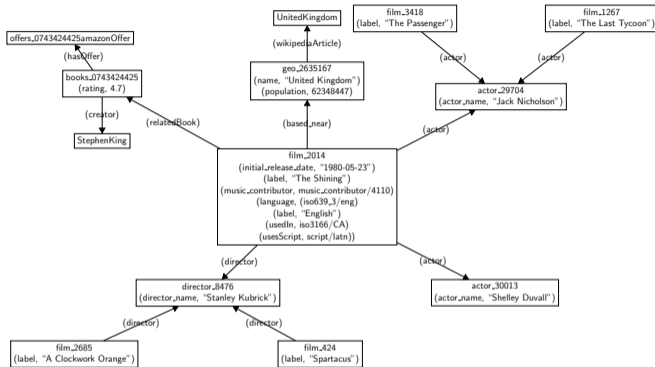 UnitedKingdom
film_3418
(label, "The Passenger")
film_1267
(label, "The Last Tycoon")
offers_0743424425amazonOffer
(hasOffer)
(wikipediaArticle)
books_0743424425
(rating, 4.7)
geo_2635167
(name, "United Kingdom")
(population, 62348447)
(actor)
(actor)
actor_29704
(actor_name, "Jack Nicholson")
(creator)
(relatedBook)
(based_near)
(actor)
StephenKing
film_2014
(initial_release_date, "1980-05-23")
(label, "The Shining")
(music_contributor, music_contributor/4110)
(language, (iso639_3/eng)
(label, "English")
(usedIn, iso3166/CA)
(usesScript, script/latn))
(director)
(actor)
director_8476
(director_name, "Stanley Kubrick")
actor_30013
(actor_name, "Shelley Duvall")
(director)
(director)
film_2685
(label, "A Clockwork Orange")
film_424
(label, "Spartacus")